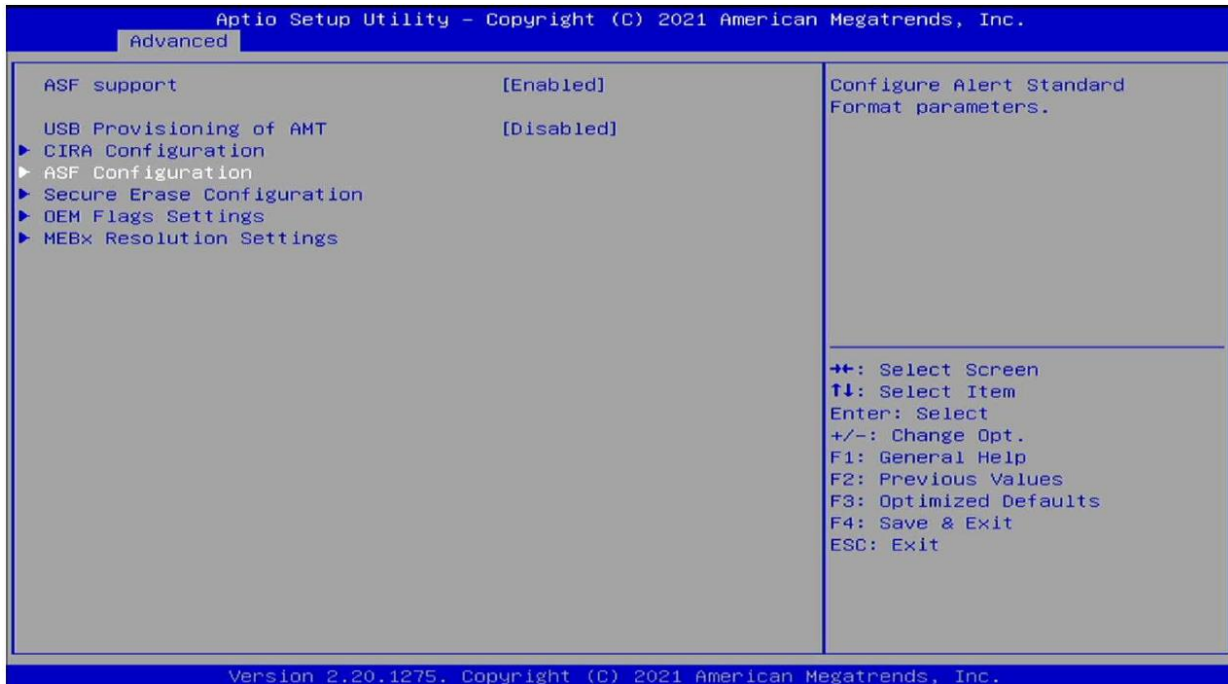 Aptio Setup Utility – Copyright (C) 2021 American Megatrends, Inc.
Advanced
ASF support [Enabled]
USB Provisioning of AMT [Disabled]
► CIRA Configuration
► ASF Configuration
► Secure Erase Configuration
► OEM Flags Settings
► MEBx Resolution Settings
Configure Alert Standard
Format parameters.
→←: Select Screen
↑↓: Select Item
Enter: Select
+/-: Change Opt.
F1: General Help
F2: Previous Values
F3: Optimized Defaults
F4: Save & Exit
ESC: Exit
Version 2.20.1275. Copyright (C) 2021 American Megatrends, Inc.